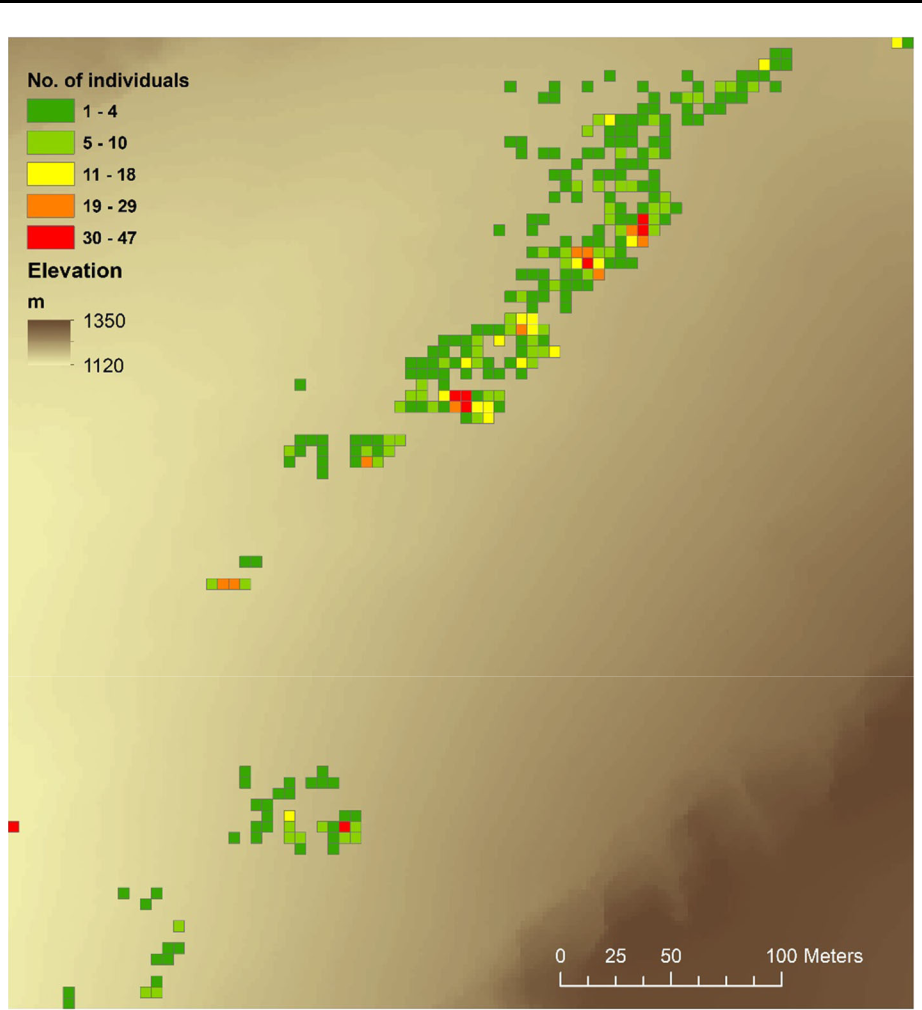 No. of individuals
1 - 4
5 - 10
11 - 18
19 - 29
30 - 47
Elevation
m
1350
1120
0 25 50 100 Meters